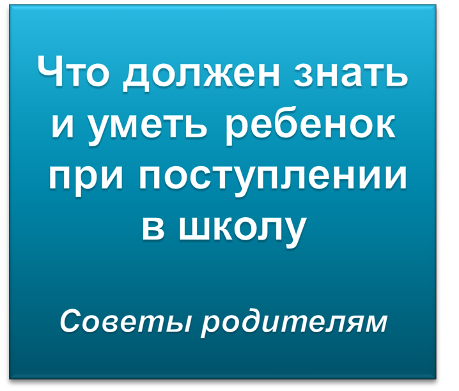 Что должен знать
и уметь ребенок
при поступлении
в школу
Советы родителям